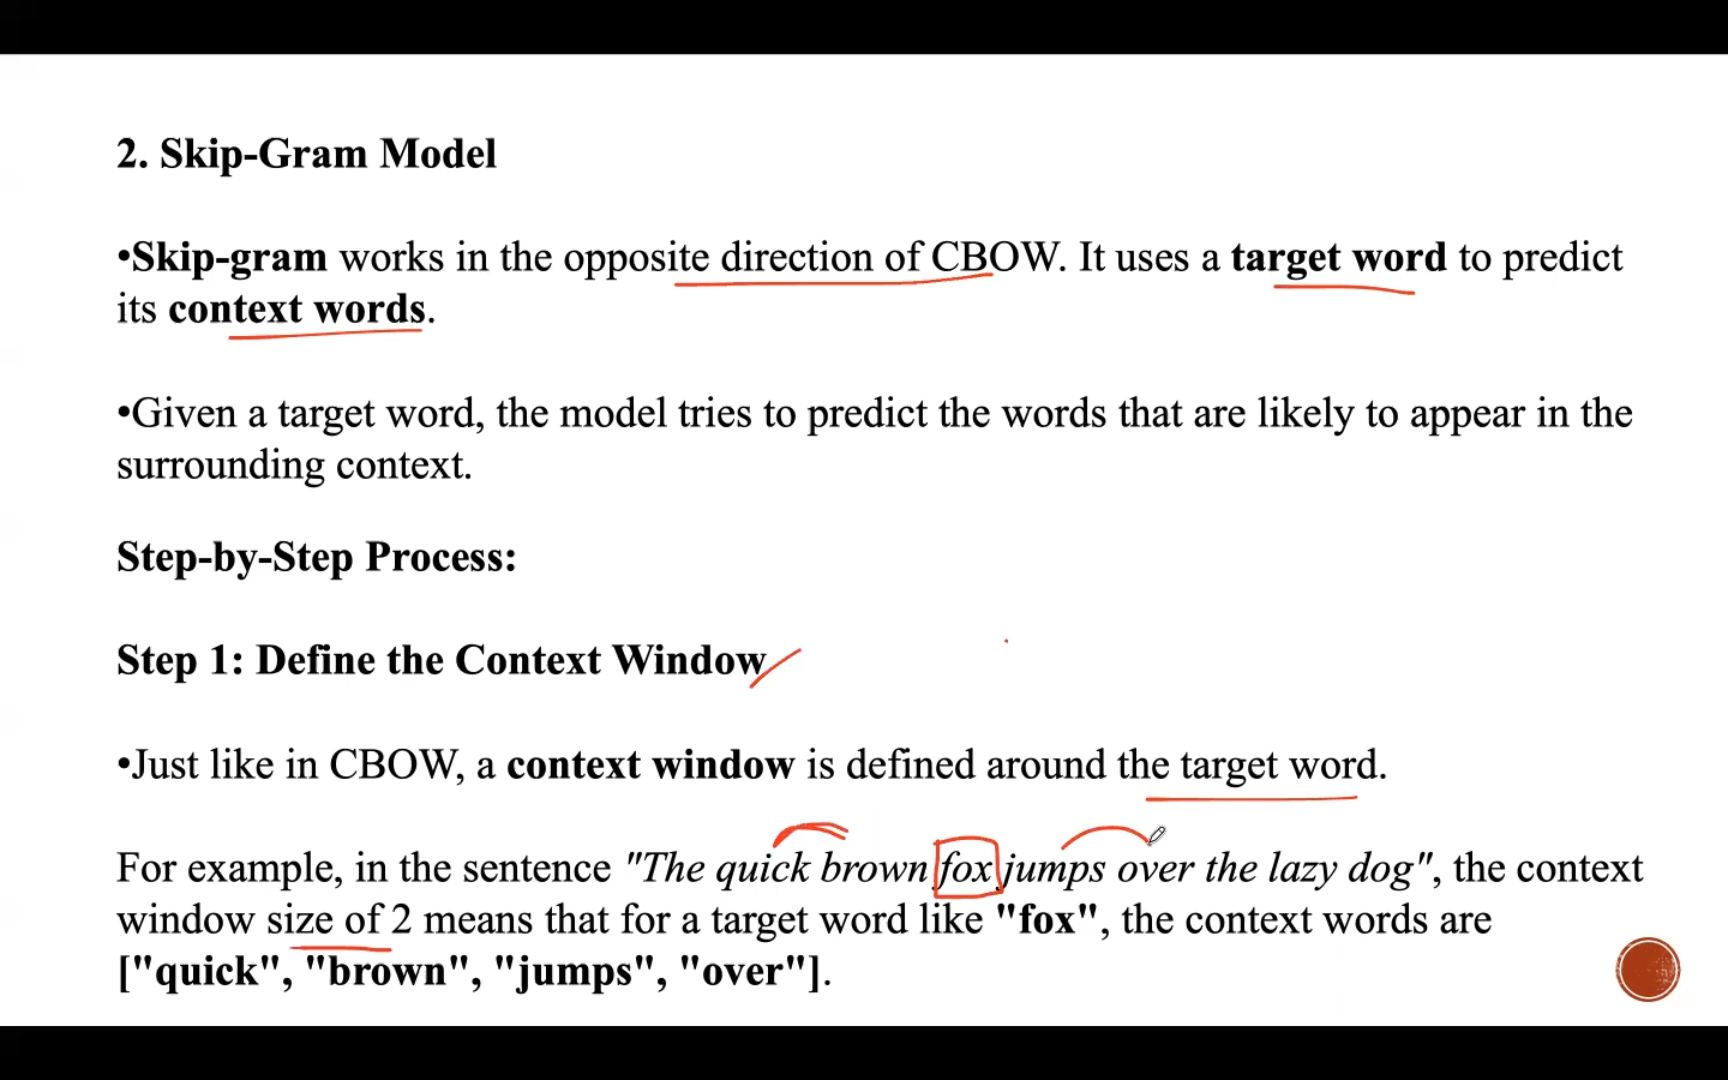 2. Skip-Gram Model
•Skip-gram works in the opposite direction of CBOW. It uses a target word to predict
its context words.
•Given a target word, the model tries to predict the words that are likely to appear in the
surrounding context.
Step-by-Step Process:
Step 1: Define the Context Window
•Just like in CBOW, a context window is defined around the target word.
For example, in the sentence "The quick brown fox jumps over the lazy dog", the context
window size of 2 means that for a target word like "fox", the context words are
["quick", "brown", "jumps", "over"].